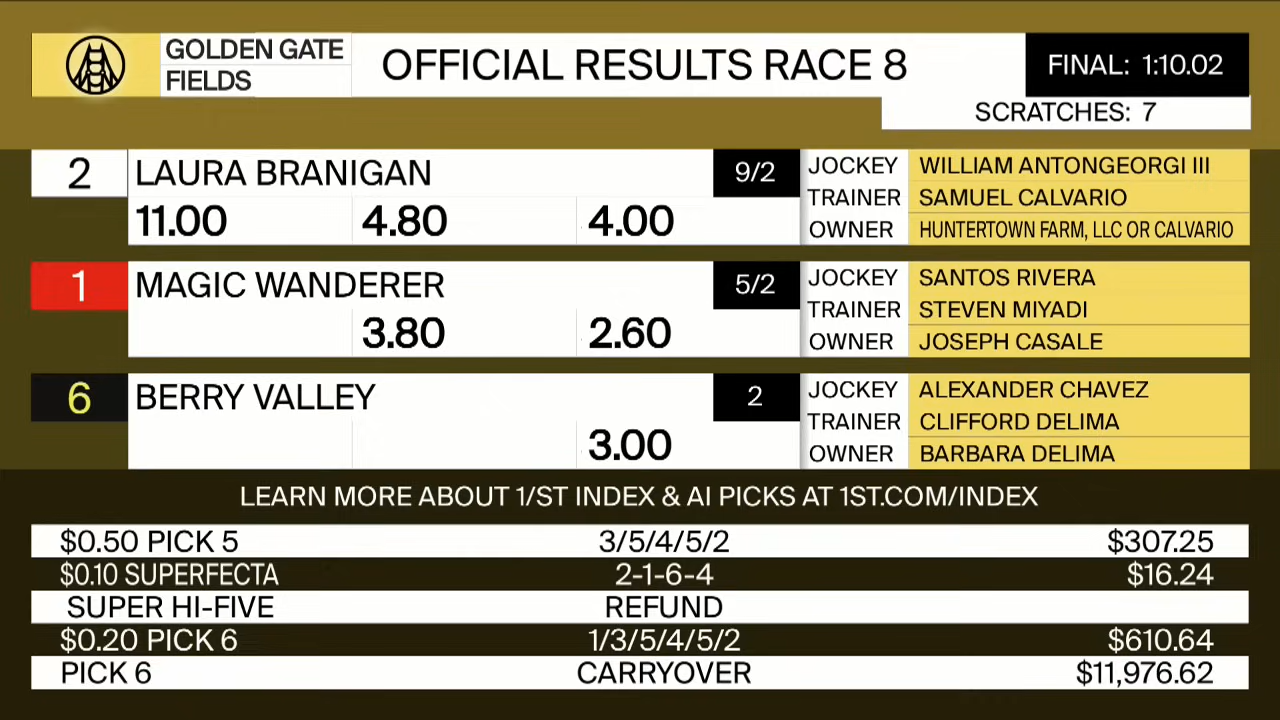 GOLDEN GATE FIELDS
OFFICIAL RESULTS RACE 8
FINAL: 1:10.02
SCRATCHES: 7
2 LAURA BRANIGAN 9/2
11.00 4.80 4.00
JOCKEY WILLIAM ANTONGEORGI III
TRAINER SAMUEL CALVARIO
OWNER HUNTERTOWN FARM, LLC OR CALVARIO
1 MAGIC WANDERER 5/2
3.80 2.60
JOCKEY SANTOS RIVERA
TRAINER STEVEN MIYADI
OWNER JOSEPH CASALE
6 BERRY VALLEY 2
3.00
JOCKEY ALEXANDER CHAVEZ
TRAINER CLIFFORD DELIMA
OWNER BARBARA DELIMA
LEARN MORE ABOUT 1/ST INDEX & AI PICKS AT 1ST.COM/INDEX
$0.50 PICK 5 3/5/4/5/2 $307.25
$0.10 SUPERFECTA 2-1-6-4 $16.24
SUPER HI-FIVE REFUND
$0.20 PICK 6 1/3/5/4/5/2 $610.64
PICK 6 CARRYOVER $11,976.62